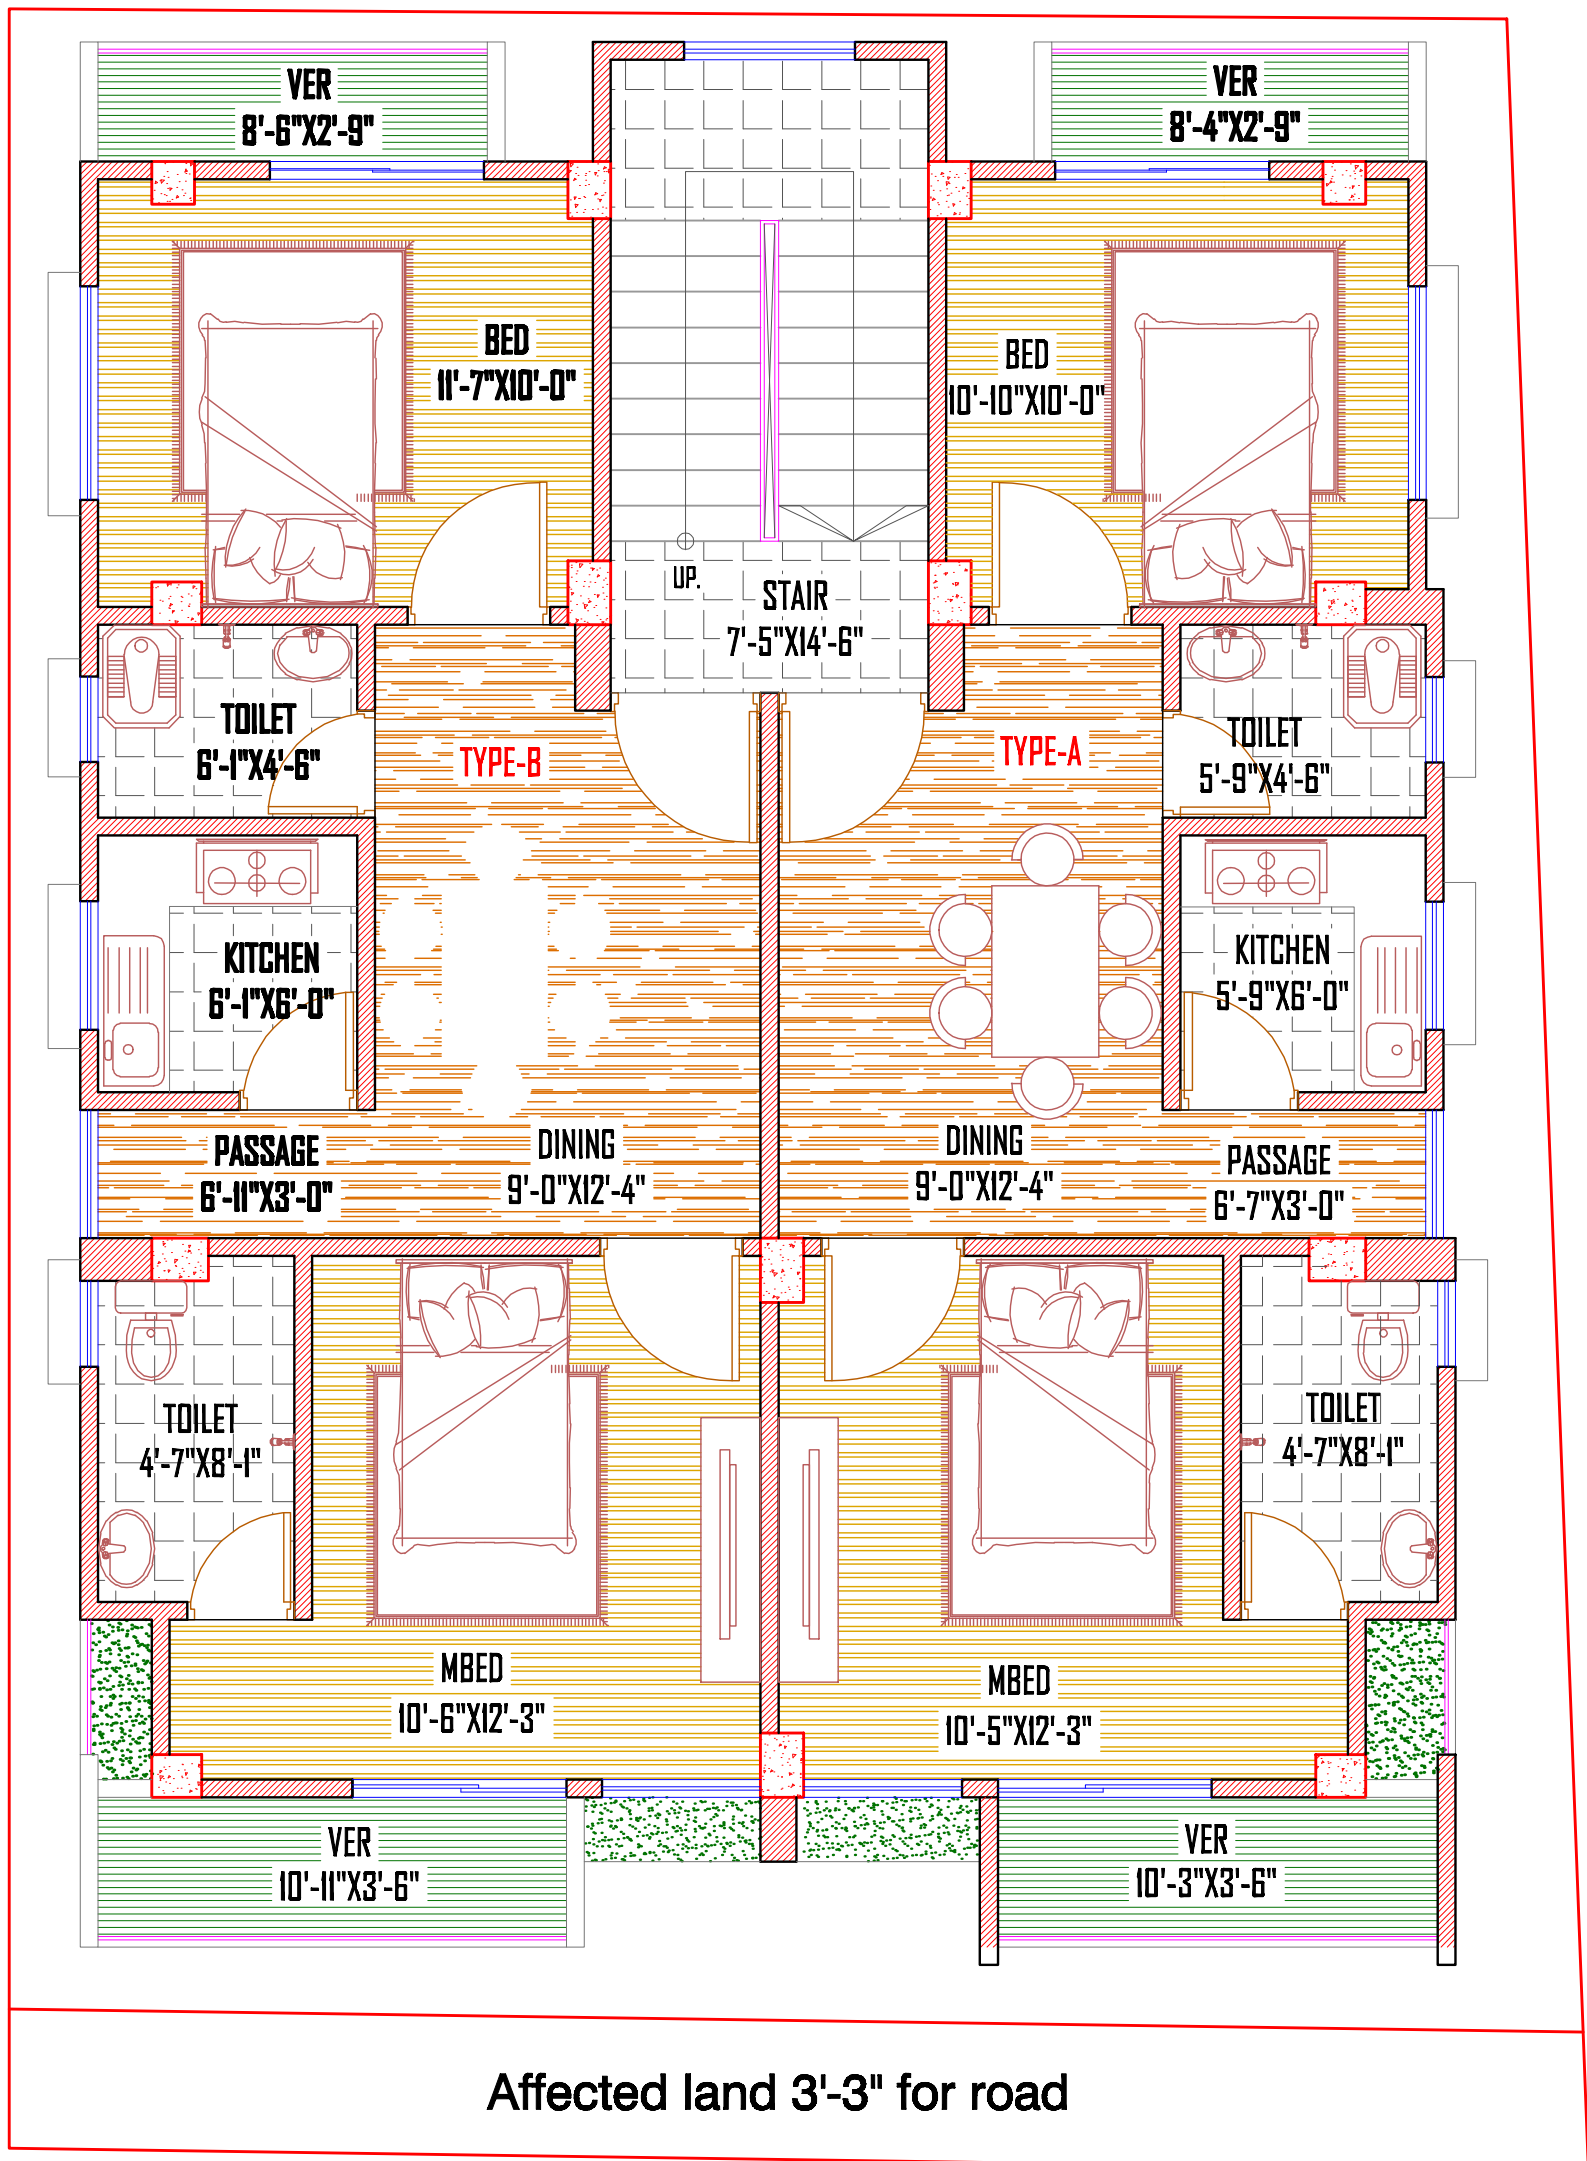 VER
8'-6"X2'-9"
VER
8'-4"X2'-9"
BED
11'-7"X10'-0"
BED
10'-10"X10'-0"
UP.
STAIR
7'-5"X14'-6"
TOILET
6'-1"X4'-6"
TYPE-B
TYPE-A
TOILET
5'-9"X4'-6"
KITCHEN
6'-1"X6'-0"
KITCHEN
5'-9"X6'-0"
PASSAGE
6'-11"X3'-0"
DINING
9'-0"X12'-4"
DINING
9'-0"X12'-4"
PASSAGE
6'-7"X3'-0"
TOILET
4'-7"X8'-1"
TOILET
4'-7"X8'-1"
MBED
10'-6"X12'-3"
MBED
10'-5"X12'-3"
VER
10'-11"X3'-6"
VER
10'-3"X3'-6"
Affected land 3'-3" for road